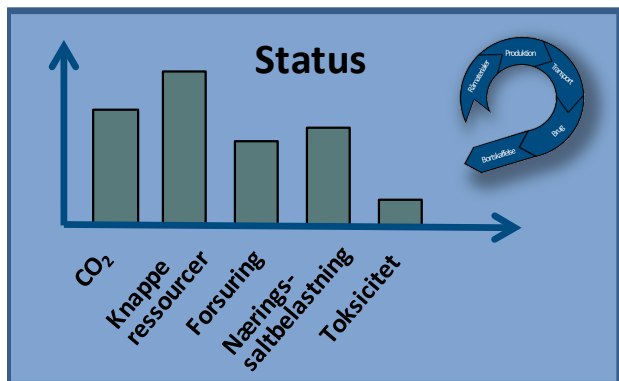 Status
Råmaterialer
Produktion
Transport
Brug
Bortskaffelse
CO₂
Knappe
ressourcer
Forsuring
Nærings-
saltbelastning
Toksicitet